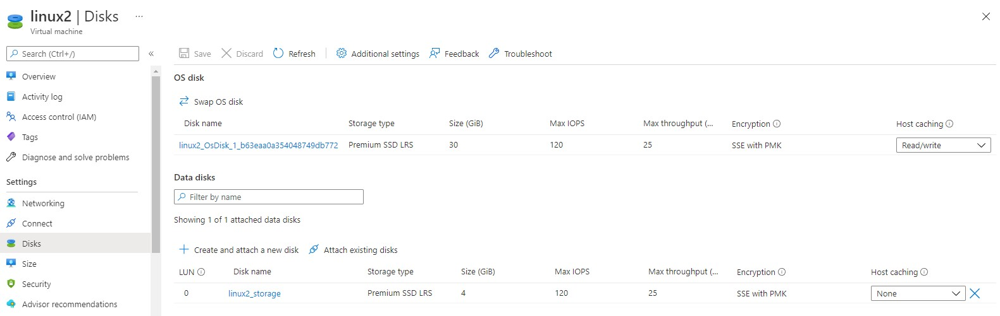 linux2 | Disks ...
Virtual machine
Search (Ctrl+/) «
Overview
Activity log
Access control (IAM)
Tags
Diagnose and solve problems
Settings
Networking
Connect
Disks
Size
Security
Advisor recommendations
Save Discard Refresh Additional settings Feedback Troubleshoot
OS disk
Swap OS disk
Disk name Storage type Size (GiB) Max IOPS Max throughput (... Encryption Host caching
linux2_OsDisk_1_b63eaa0a354048749db772 Premium SSD LRS 30 120 25 SSE with PMK Read/write
Data disks
Filter by name
Showing 1 of 1 attached data disks
Create and attach a new disk Attach existing disks
LUN Disk name Storage type Size (GiB) Max IOPS Max throughput (... Encryption Host caching
0 linux2_storage Premium SSD LRS 4 120 25 SSE with PMK None